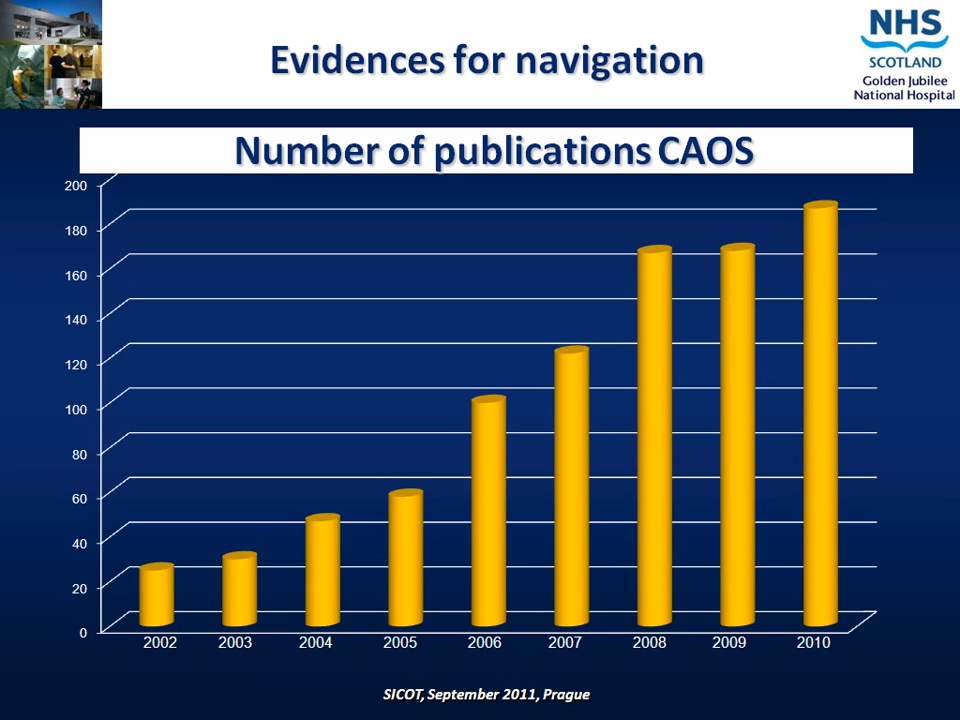 Evidences for navigation
NHS
SCOTLAND
Golden Jubilee
National Hospital
Number of publications CAOS
200
180
160
140
120
100
80
60
40
20
0
2002 2003 2004 2005 2006 2007 2008 2009 2010
SICOT, September 2011, Prague